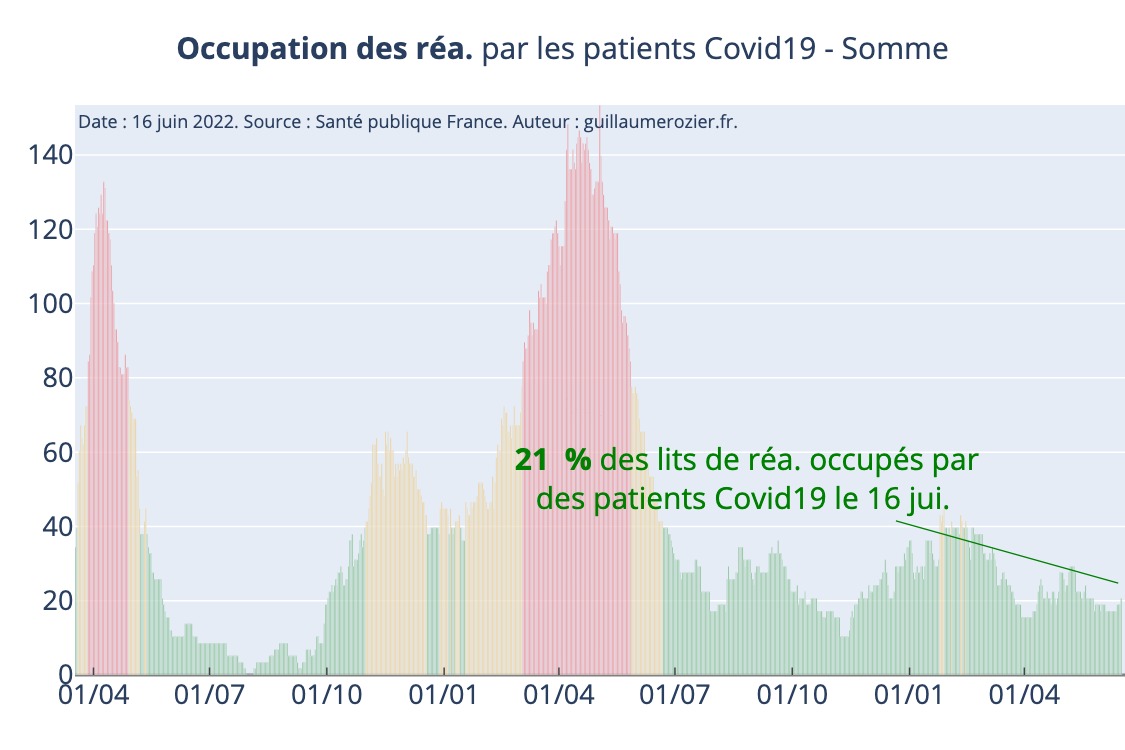 Occupation des réa. par les patients Covid19 - Somme
Date : 16 juin 2022. Source : Santé publique France. Auteur : guillaumerozier.fr.
140
120
100
80
60
40
20
0
21 % des lits de réa. occupés par
des patients Covid19 le 16 jui.
01/04 01/07 01/10 01/01 01/04 01/07 01/10 01/01 01/04